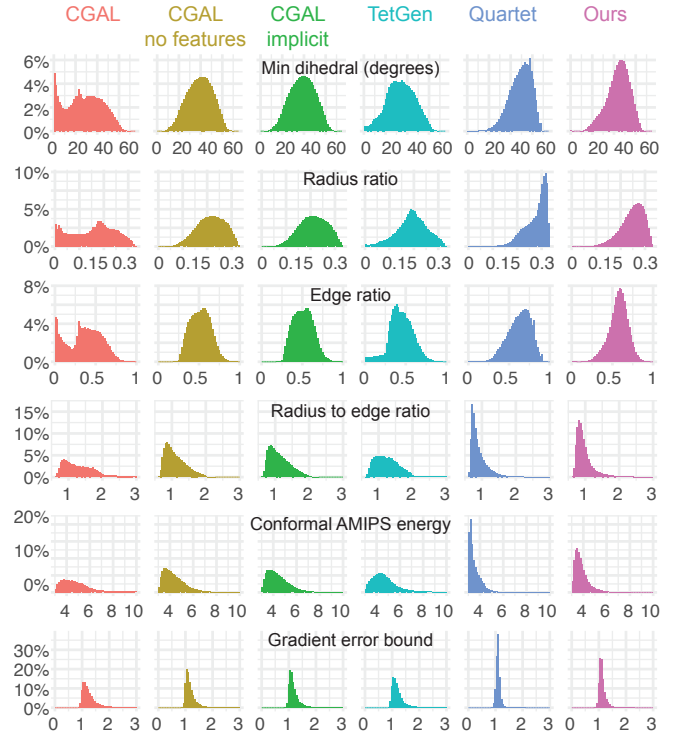 CGAL CGAL CGAL TetGen Quartet Ours
no features implicit
6% Min dihedral (degrees)
4%
2%
0%
0 20 40 60 0 20 40 60 0 20 40 60 0 20 40 60 0 20 40 60 0 20 40 60
10% Radius ratio
5%
0%
0 0.15 0.3 0 0.15 0.3 0 0.15 0.3 0 0.15 0.3 0 0.15 0.3 0 0.15 0.3
8% Edge ratio
4%
0%
0 0.5 1 0 0.5 1 0 0.5 1 0 0.5 1 0 0.5 1 0 0.5 1
15% Radius to edge ratio
10%
5%
0%
1 2 3 1 2 3 1 2 3 1 2 3 1 2 3 1 2 3
20% Conformal AMIPS energy
10%
0%
4 6 8 10 4 6 8 10 4 6 8 10 4 6 8 10 4 6 8 10 4 6 8 10
30% Gradient error bound
20%
10%
0%
0 1 2 3 0 1 2 3 0 1 2 3 0 1 2 3 0 1 2 3 0 1 2 3